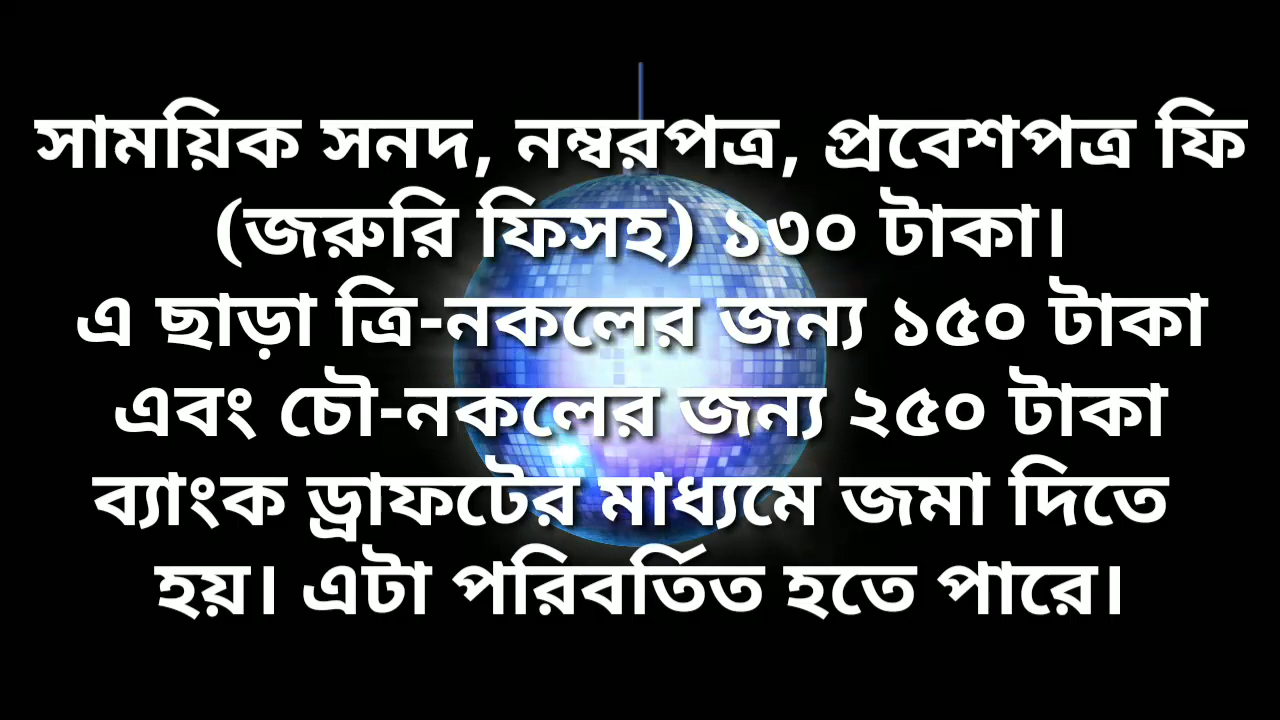 সাময়িক সনদ, নম্বরপত্র, প্রবেশপত্র ফি
(জরুরি ফিসহ) ১৩০ টাকা।
এ ছাড়া ত্রি-নকলের জন্য ১৫০ টাকা
এবং চৌ-নকলের জন্য ২৫০ টাকা
ব্যাংক ড্রাফটের মাধ্যমে জমা দিতে
হয়। এটা পরিবর্তিত হতে পারে।